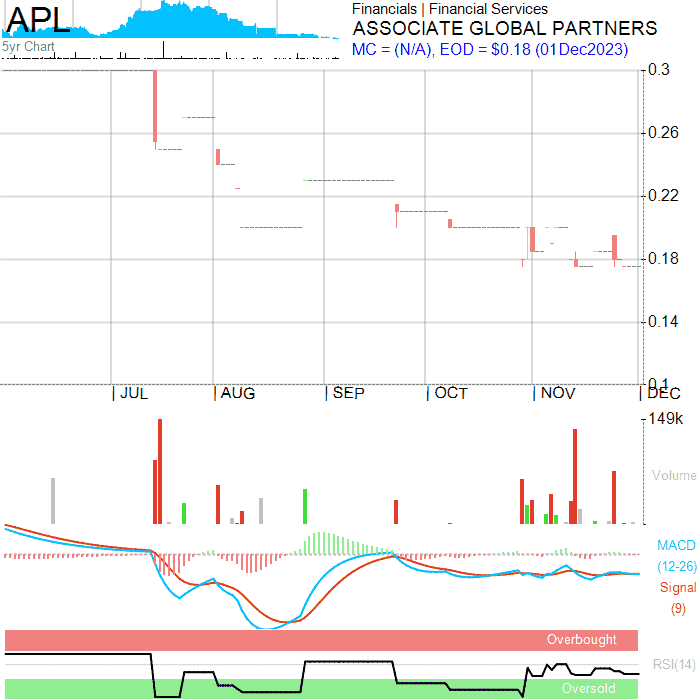 APL
Financials | Financial Services
ASSOCIATE GLOBAL PARTNERS
5yr Chart
MC = (N/A), EOD = $0.18 (01Dec2023)
0.3
0.26
0.22
0.18
0.14
0.1
| JUL | AUG | SEP | OCT | NOV | DEC
149k
Volume
MACD
(12-26)
Signal
(9)
Overbought
RSI(14)
Oversold